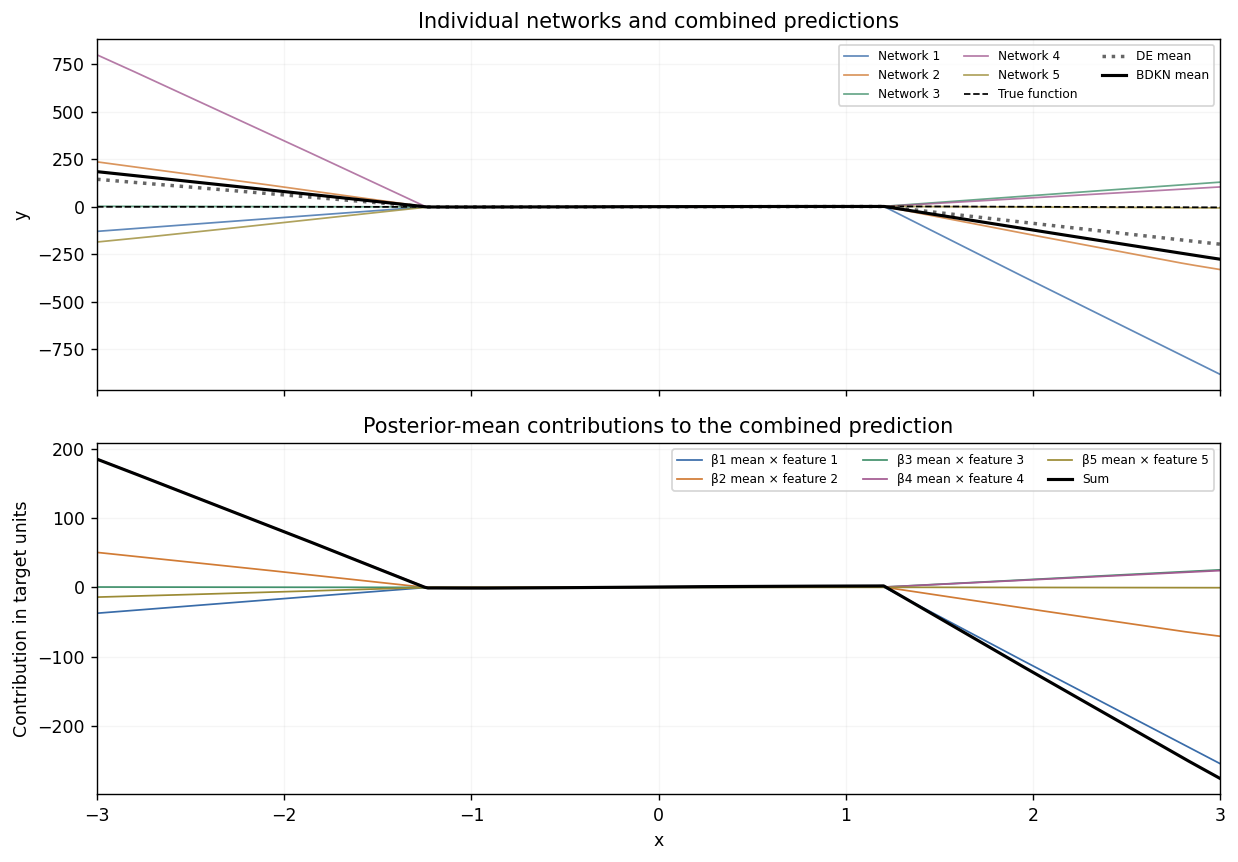 Individual networks and combined predictions
Network 1 Network 4 DE mean
Network 2 Network 5 BDKN mean
Network 3 True function
750
500
250
0
−250
−500
−750
y
Posterior-mean contributions to the combined prediction
β1 mean × feature 1 β3 mean × feature 3 β5 mean × feature 5
β2 mean × feature 2 β4 mean × feature 4 Sum
200
100
0
−100
−200
Contribution in target units
−3 −2 −1 0 1 2 3
x